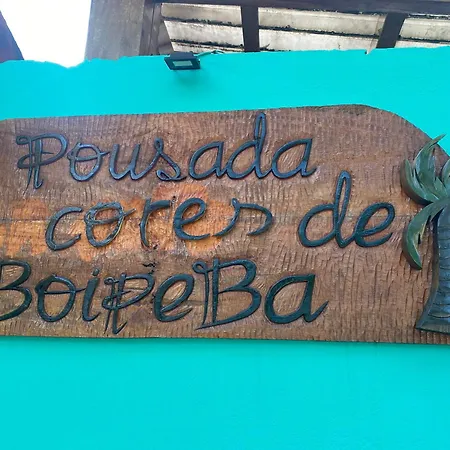 Pousada
cores de
BoipeBa